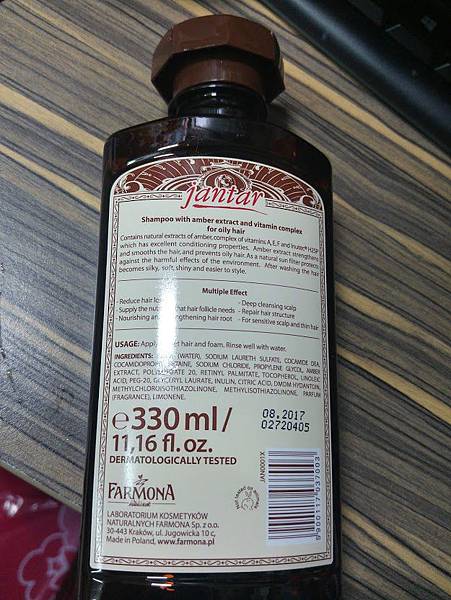 jantar
Shampoo with amber extract and vitamin complex
for oily hair
Contains natural extracts of amber, complex of vitamins A, E, F and Inutec® H25P
which has excellent conditioning properties. Amber extract strengthens
and smooths the hair, and prevents oily hair. As a natural sun filter protects
against the harmful effects of the environment. After washing the hair
becomes silky, soft, shiny and easier to style.
Multiple Effect
- Reduce hair loss
- Supply the nutrients that hair follicle needs
- Nourishing and strengthening hair root
- Deep cleansing scalp
- Repair hair structure
- For sensitive scalp and thin hair
USAGE: Apply wet hair and foam. Rinse well with water.
INGREDIENTS: (WATER), SODIUM LAURETH SULFATE, COCAMIDE DEA,
COCAMIDOPROPYL BETAINE, SODIUM CHLORIDE, PROPYLENE GLYCOL, AMBER
EXTRACT, POLYSORBATE 20, RETINYL PALMITATE, TOCOPHEROL, LINOLEIC
ACID, PEG-20, GLYCERYL LAURATE, INULIN, CITRIC ACID, DMDM HYDANTOIN,
METHYLCHLOROISOTHIAZOLINONE, METHYLISOTHIAZOLINONE, PARFUM
(FRAGRANCE), LIMONENE.
e330 ml/
11,16 fl. oz.
DERMATOLOGICALLY TESTED
08.2017
02720405
JAN0001X
FARMONA
NOT TESTED ON ANIMALS
LABORATORIUM KOSMETYKÓW
NATURALNYCH FARMONA Sp. z o.o.
30-443 Kraków, ul. Jugowicka 10 c,
Made in Poland, www.farmona.pl
5900117037003